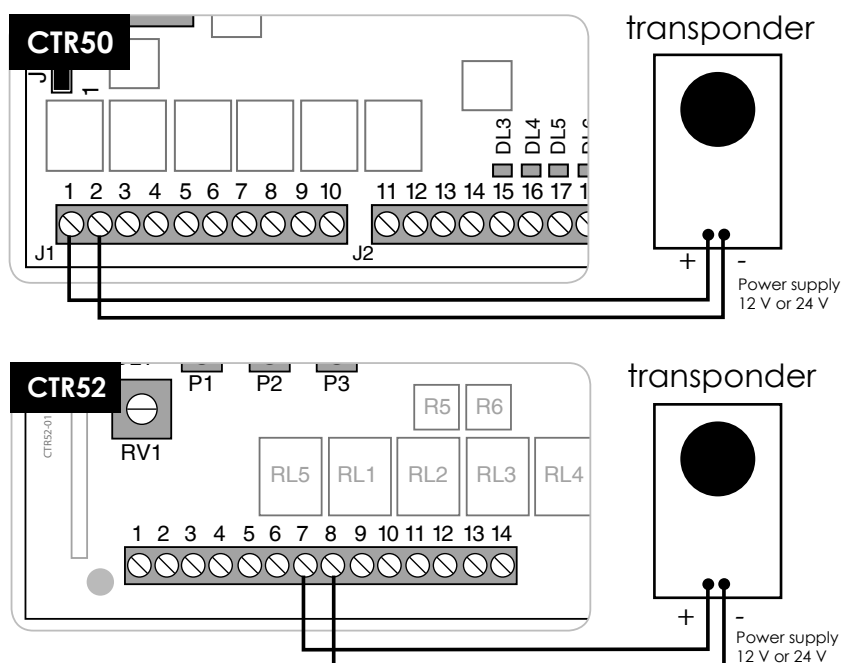 CTR50
transponder
J
1
DL3
DL4
DL5
1 2 3 4 5 6 7 8 9 10
11 12 13 14 15 16 17 1
J1
J2
+ -
Power supply
12 V or 24 V
CTR52
transponder
P1 P2 P3
CTR52-01
RV1
R5 R6
RL5 RL1 RL2 RL3 RL4
1 2 3 4 5 6 7 8 9 10 11 12 13 14
+ -
Power supply
12 V or 24 V